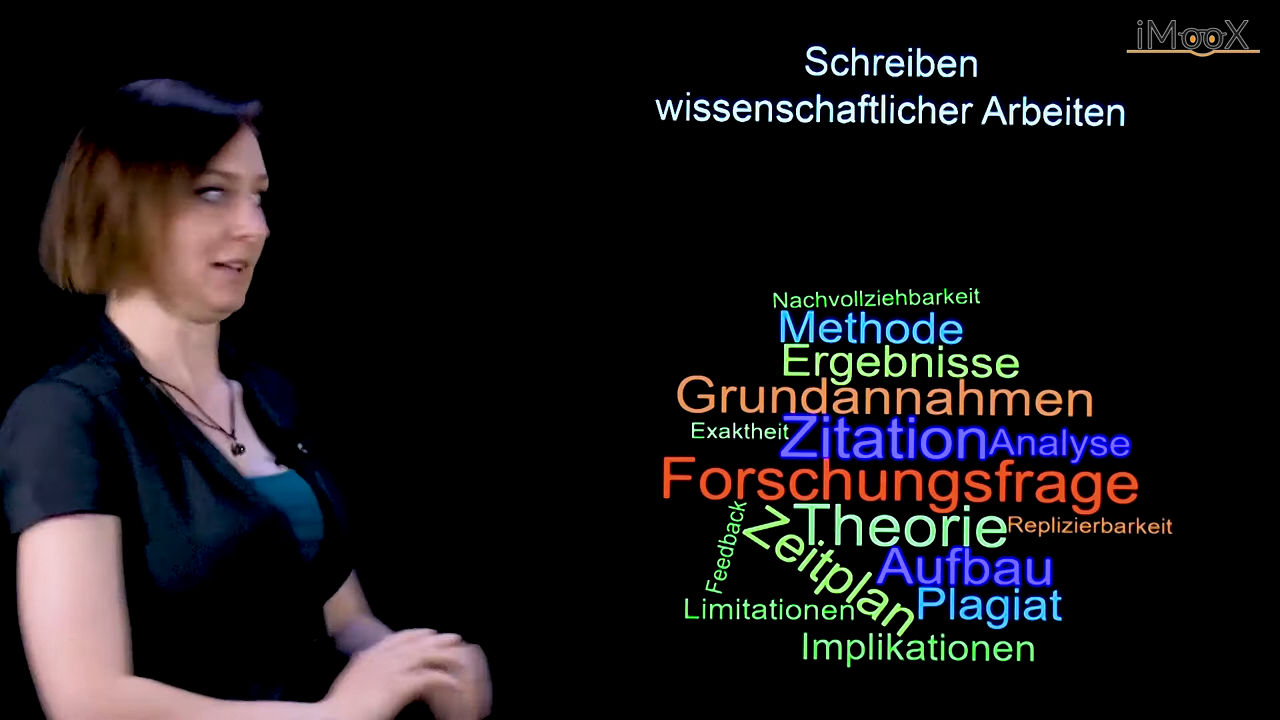 iMooX
Schreiben
wissenschaftlicher Arbeiten
Nachvollziehbarkeit
Methode
Ergebnisse
Grundannahmen
Exaktheit Zitation Analyse
Forschungsfrage
Theorie Replizierbarkeit
Feedback Zeitplan
Aufbau
Limitationen Plagiat
Implikationen